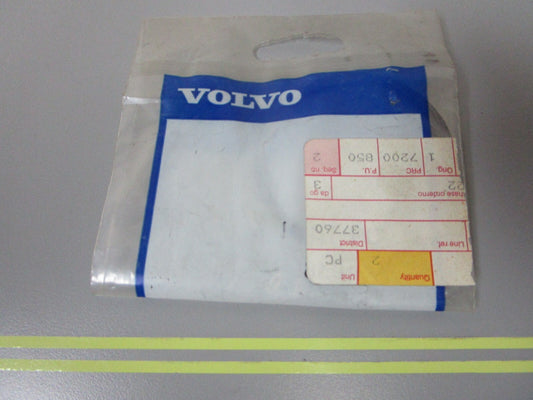 VOLVO
Quantity Unit
2 PC
Line ref. District
37760
22 3
Orig. PRC P.U. Seq. no.
1 7200 850 2